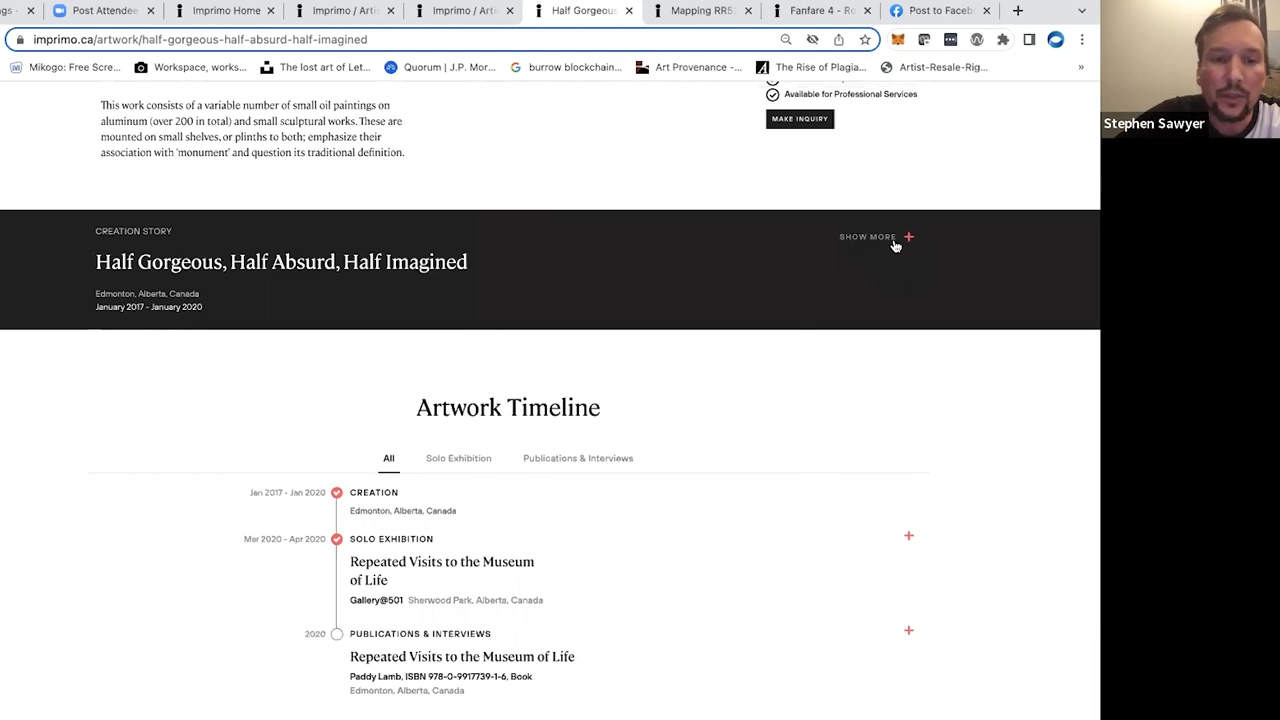 gs -
Post Attendee
Imprimo Home
Imprimo / Arti
Imprimo / Arti
Half Gorgeous
Mapping RR5
Fanfare 4 - Ro
Post to Faceb
imprimo.ca/artwork/half-gorgeous-half-absurd-half-imagined
Mikogo: Free Scre...
Workspace, works...
The lost art of Let...
Quorum | J.P. Mor...
burrow blockchain...
Art Provenance -...
The Rise of Plagia...
Artist-Resale-Rig...
»
Stephen Sawyer
Available for Professional Services
MAKE INQUIRY
This work consists of a variable number of small oil paintings on
aluminum (over 200 in total) and small sculptural works. These are
mounted on small shelves, or plinths to both; emphasize their
association with 'monument' and question its traditional definition.
CREATION STORY
SHOW MORE +
Half Gorgeous, Half Absurd, Half Imagined
Edmonton, Alberta, Canada
January 2017 - January 2020
Artwork Timeline
All
Solo Exhibition
Publications & Interviews
Jan 2017 - Jan 2020
CREATION
Edmonton, Alberta, Canada
Mar 2020 - Apr 2020
SOLO EXHIBITION
Repeated Visits to the Museum
of Life
Gallery@501 Sherwood Park, Alberta, Canada
2020
PUBLICATIONS & INTERVIEWS
Repeated Visits to the Museum of Life
Paddy Lamb, ISBN 978-0-9917739-1-6, Book
Edmonton, Alberta, Canada